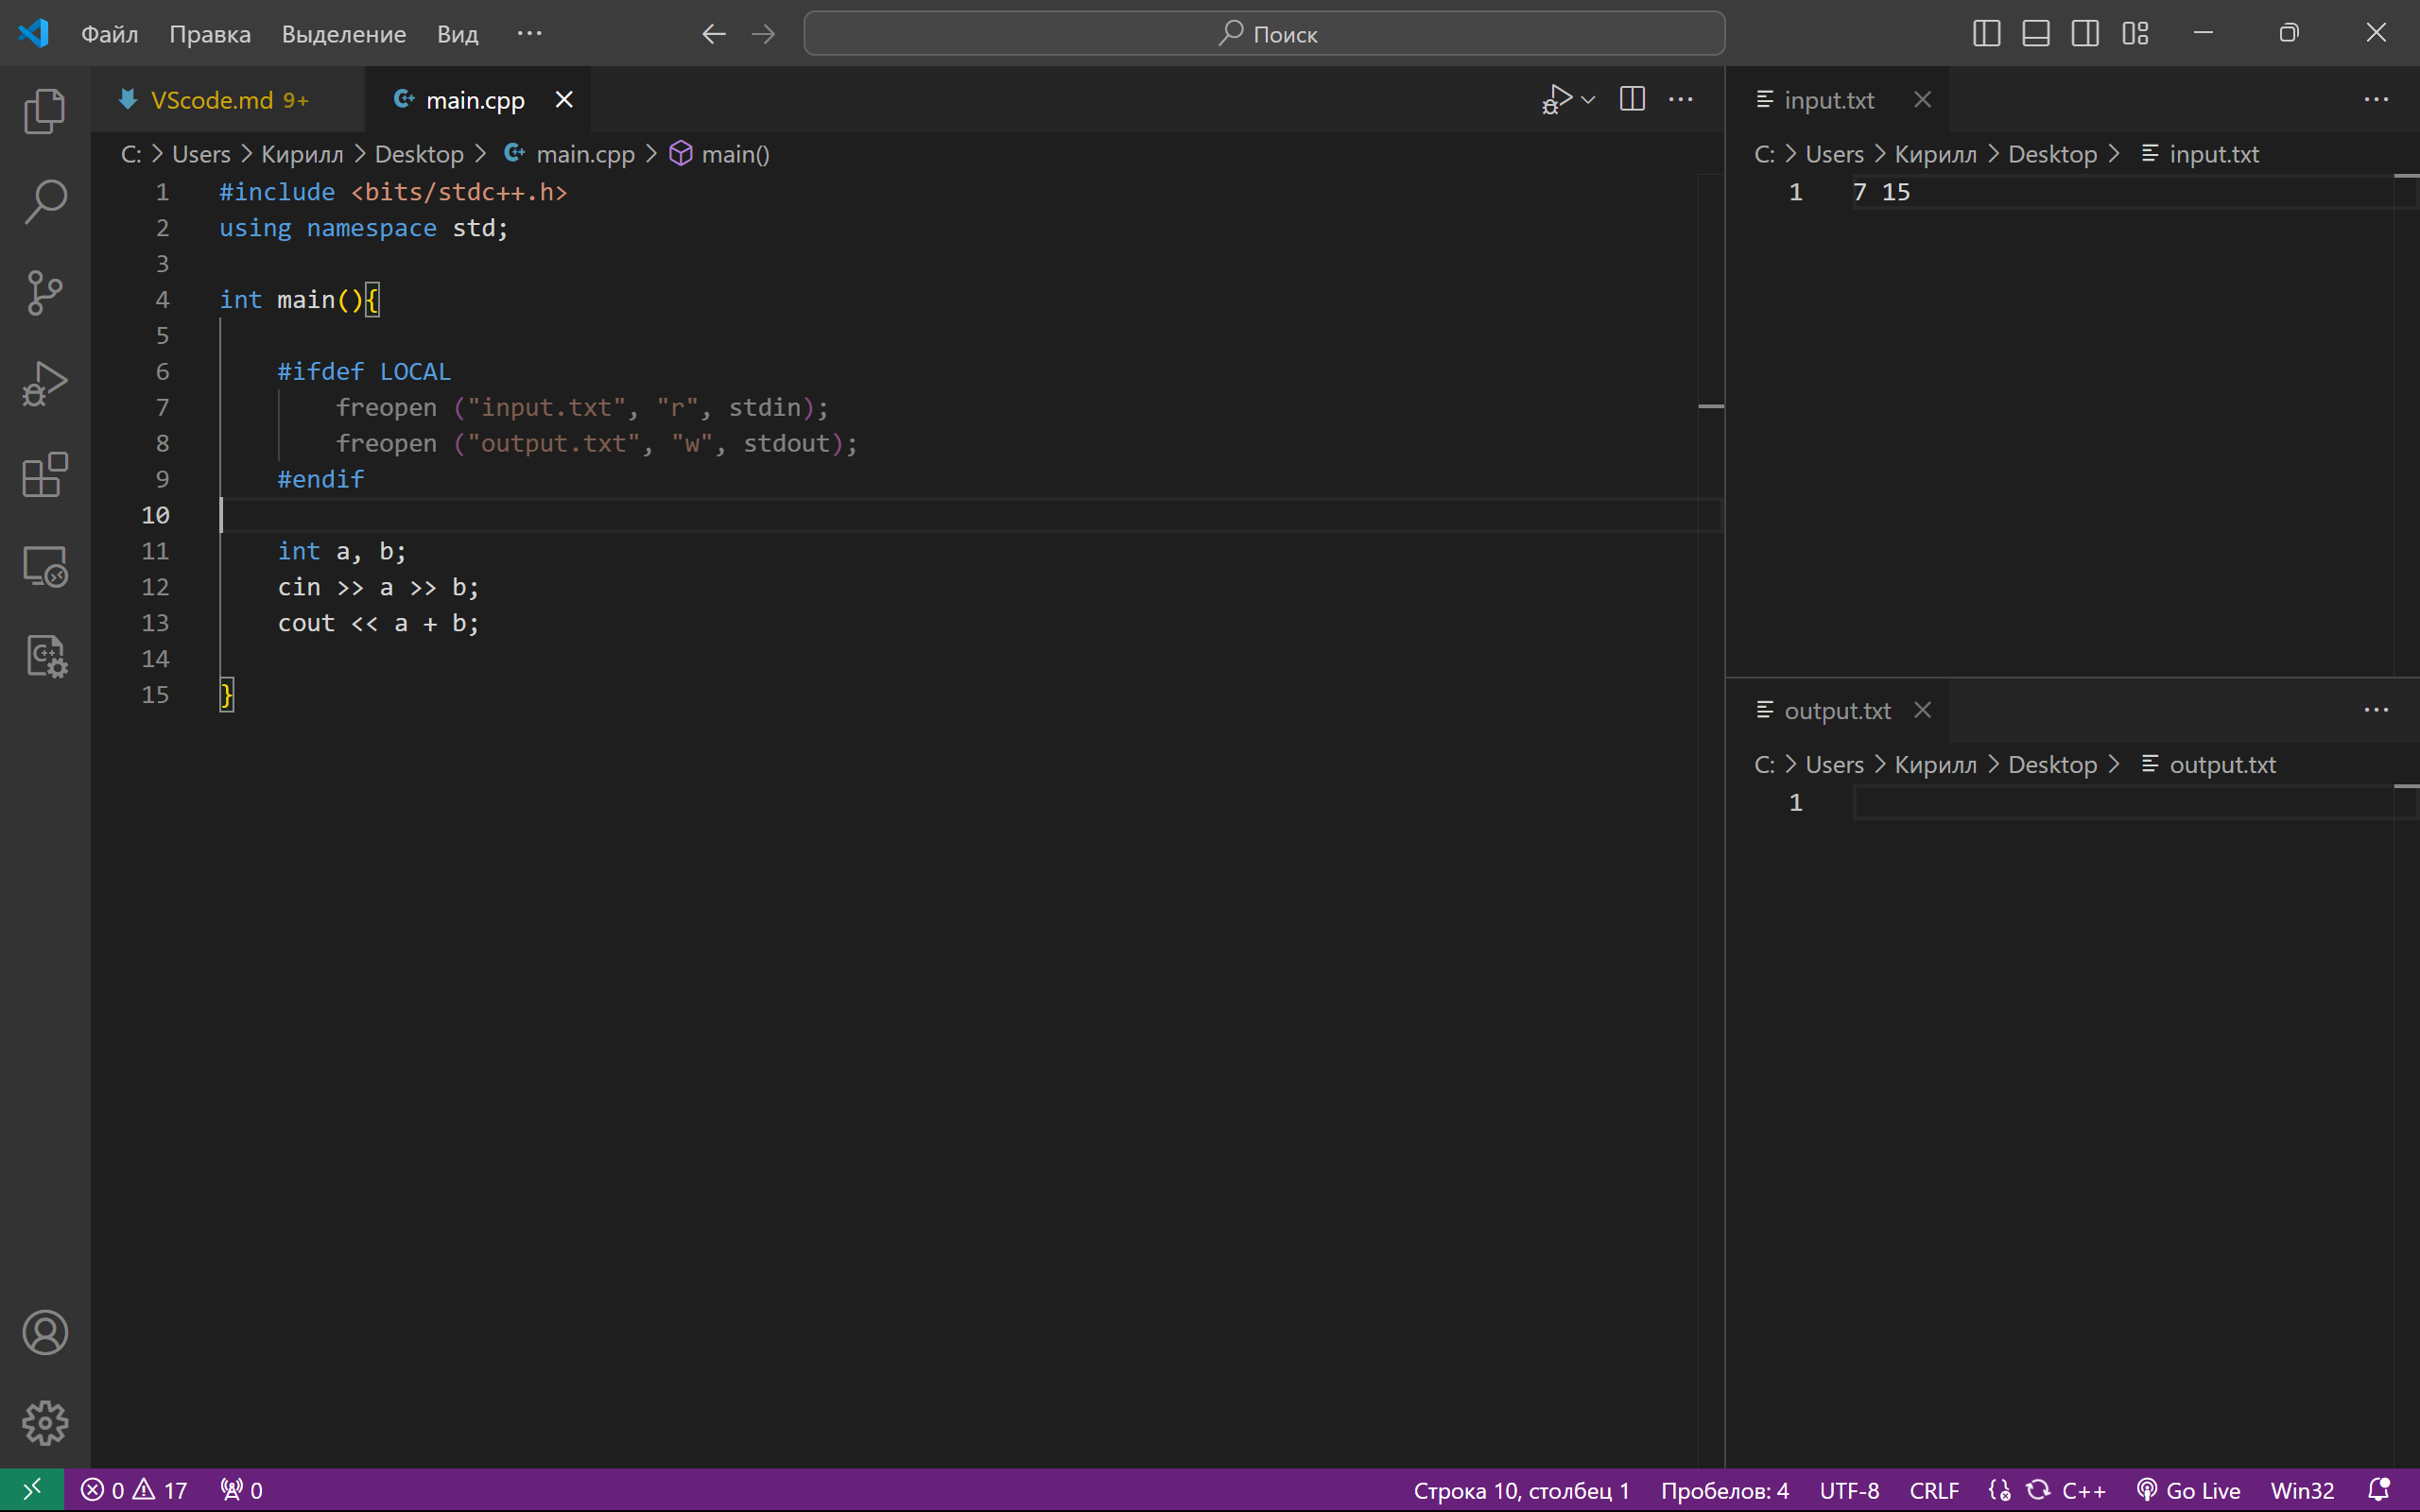 Файл Правка Выделение Вид ··· Поиск
VScode.md 9+ main.cpp
C: > Users > Кирилл > Desktop > main.cpp > main()
1 #include <bits/stdc++.h>
2 using namespace std;
3
4 int main(){
5
6 #ifdef LOCAL
7 freopen ("input.txt", "r", stdin);
8 freopen ("output.txt", "w", stdout);
9 #endif
10
11 int a, b;
12 cin >> a >> b;
13 cout << a + b;
14
15 }
input.txt
C: > Users > Кирилл > Desktop > input.txt
1 7 15
output.txt
C: > Users > Кирилл > Desktop > output.txt
1
0 17 0 Строка 10, столбец 1 Пробелов: 4 UTF-8 CRLF C++ Go Live Win32